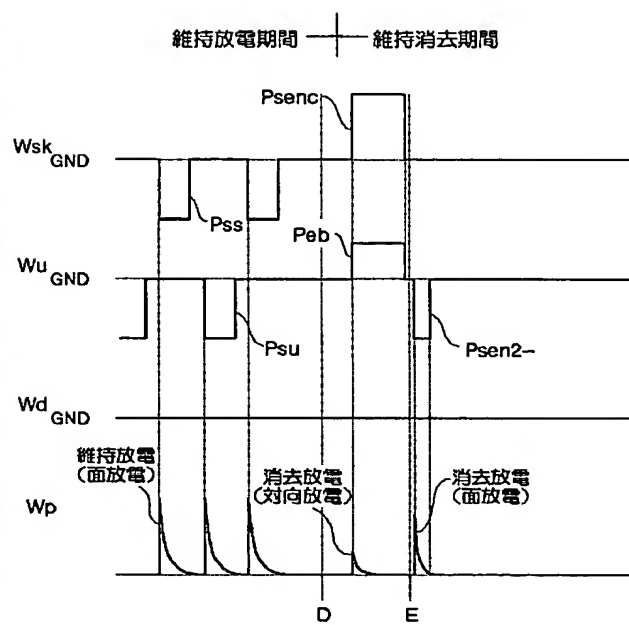 維持放電期間
維持消去期間
Psenc
Wsk
GND
Pss
Peb
Wu
GND
Psu
Psen2-
Wd
GND
維持放電
(面放電)
消去放電
(対向放電)
消去放電
(面放電)
Wp
D
E